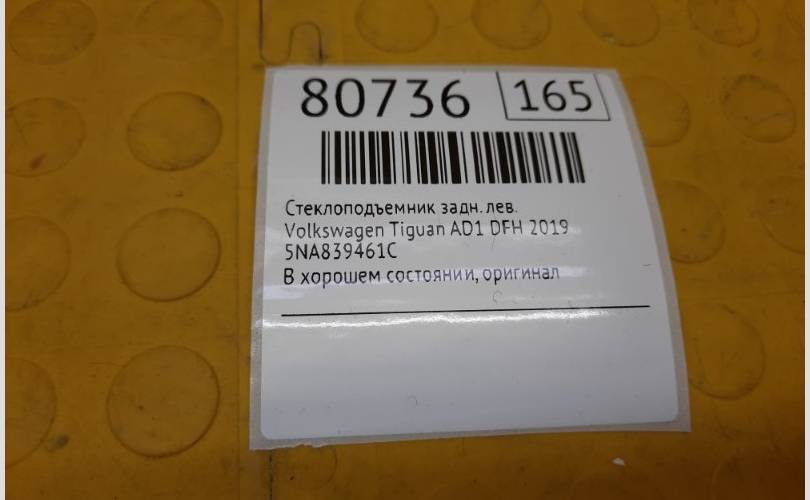 80736 165
Стеклоподъемник задн. лев.
Volkswagen Tiguan AD1 DFH 2019
5NA839461C
В хорошем состоянии, оригинал